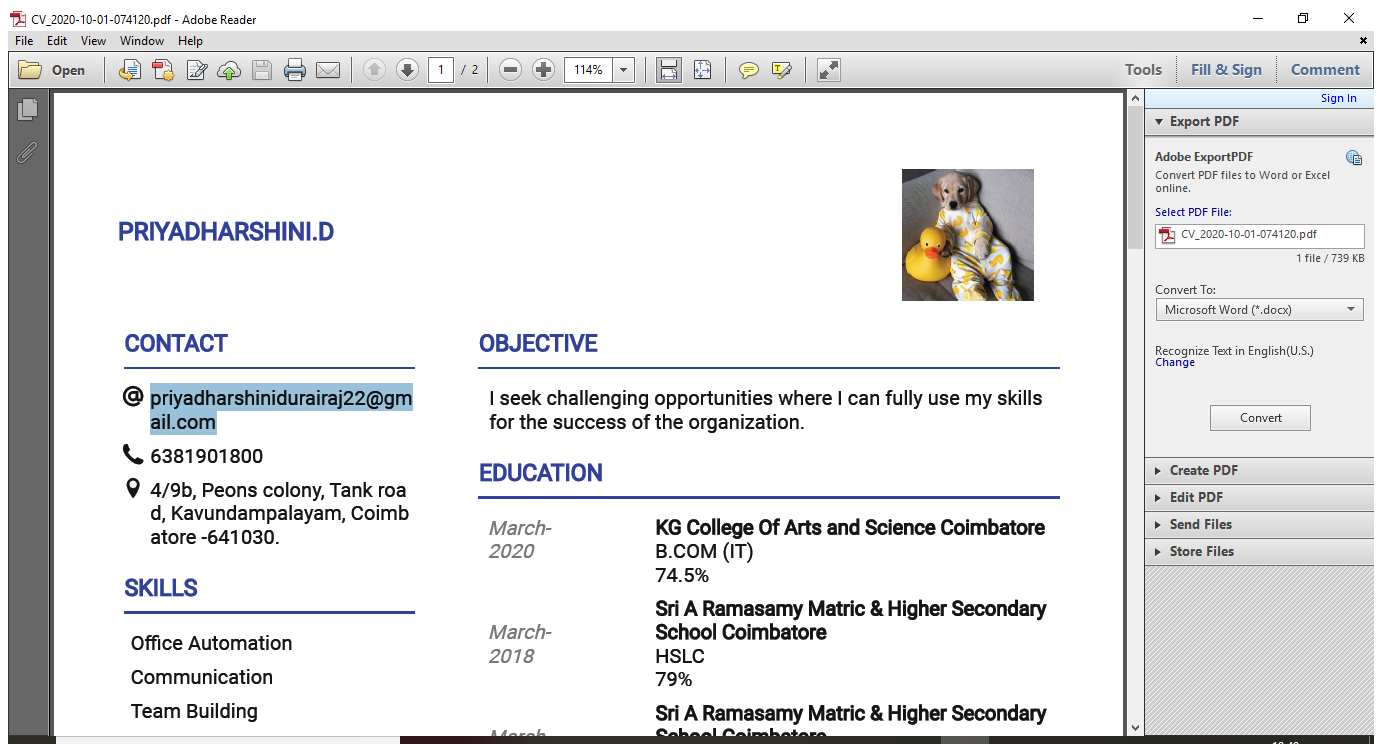 CV_2020-10-01-074120.pdf - Adobe Reader
File Edit View Window Help
Open
1 / 2
114%
Tools Fill & Sign Comment
Sign In
Export PDF
Adobe ExportPDF
Convert PDF files to Word or Excel
online.
Select PDF File:
CV_2020-10-01-074120.pdf
1 file / 739 KB
Convert To:
Microsoft Word (*.docx)
Recognize Text in English(U.S.)
Change
Convert
Create PDF
Edit PDF
Send Files
Store Files
PRIYADHARSHINI.D
CONTACT
@ priyadharshinidurairaj22@gm
ail.com
6381901800
4/9b, Peons colony, Tank roa
d, Kavundampalayam, Coimb
atore -641030.
SKILLS
Office Automation
Communication
Team Building
OBJECTIVE
I seek challenging opportunities where I can fully use my skills
for the success of the organization.
EDUCATION
March-
2020
KG College Of Arts and Science Coimbatore
B.COM (IT)
74.5%
March-
2018
Sri A Ramasamy Matric & Higher Secondary
School Coimbatore
HSLC
79%
March-
Sri A Ramasamy Matric & Higher Secondary
School Coimbatore